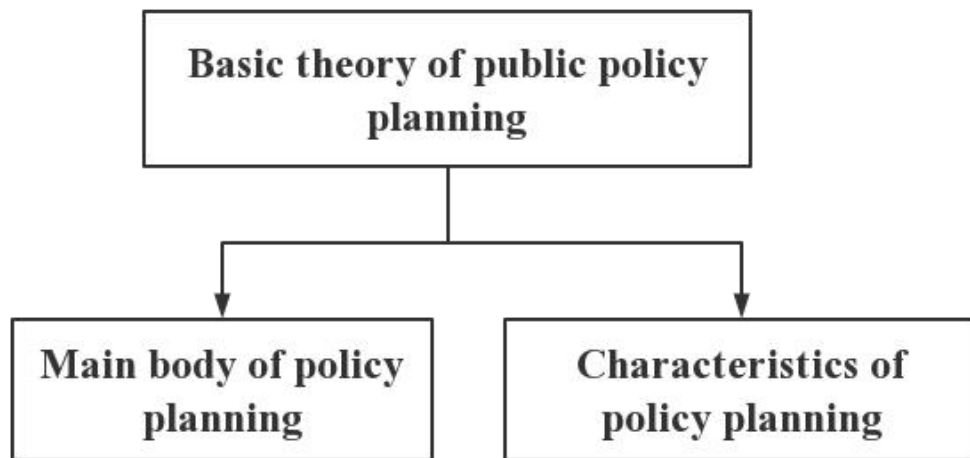 Basic theory of public policy
planning
Main body of policy
planning
Characteristics of
policy planning